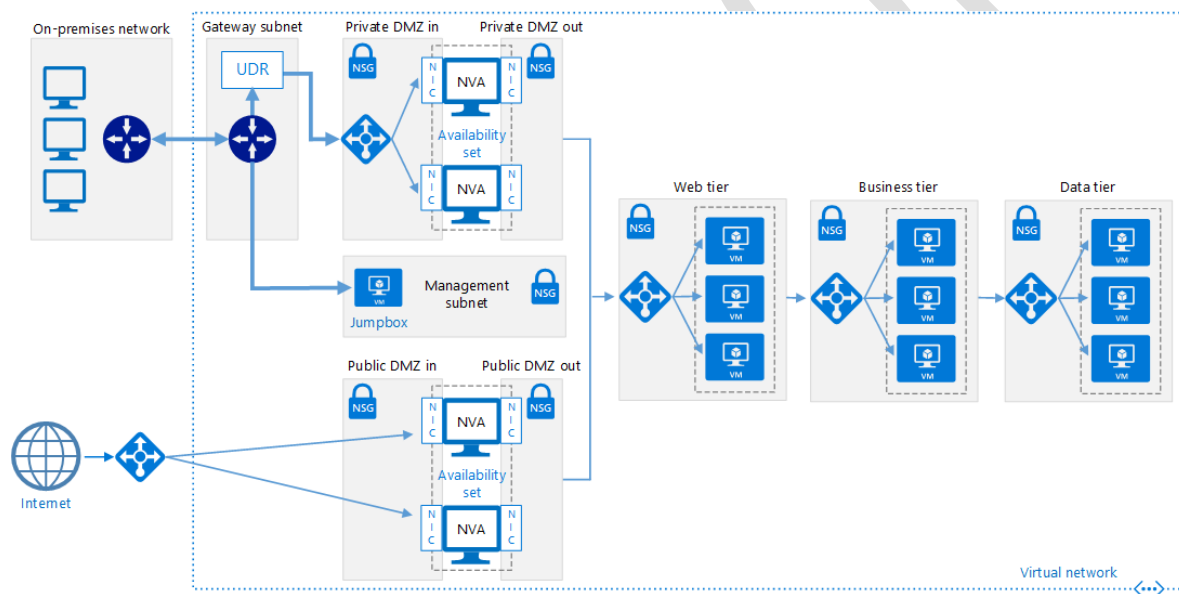 On-premises network
Gateway subnet
Private DMZ in
Private DMZ out
UDR
NSG
N
I
C
NVA
N
I
C
NSG
Availability
set
N
I
C
NVA
N
I
C
Web tier
Business tier
Data tier
NSG
VM
VM
VM
NSG
VM
VM
VM
NSG
VM
VM
VM
VM
Jumpbox
Management
subnet
NSG
Public DMZ in
Public DMZ out
NSG
N
I
C
NVA
N
I
C
NSG
Availability
set
N
I
C
NVA
N
I
C
Internet
Virtual network